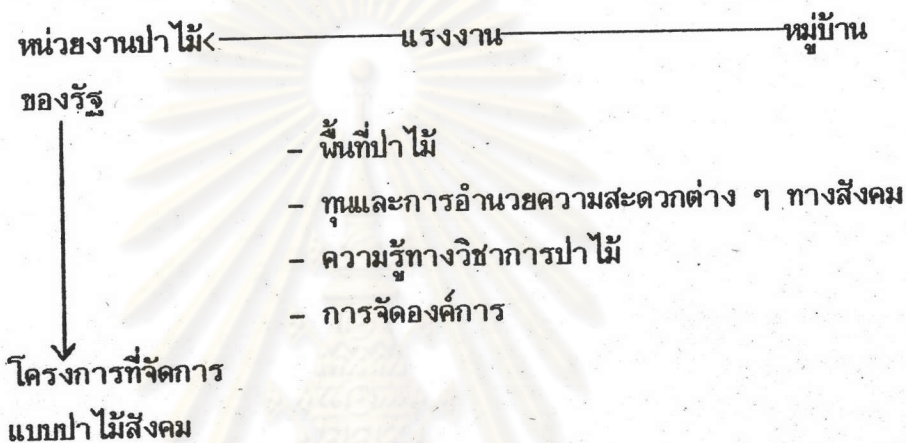 หน่วยงานป่าไม้<————แรงงาน————หมู่บ้าน
ของรัฐ
- พื้นที่ป่าไม้
- ทุนและการอำนวยความสะดวกต่าง ๆ ทางสังคม
- ความรู้ทางวิชาการป่าไม้
- การจัดองค์การ
โครงการที่จัดการ
แบบป่าไม้สังคม